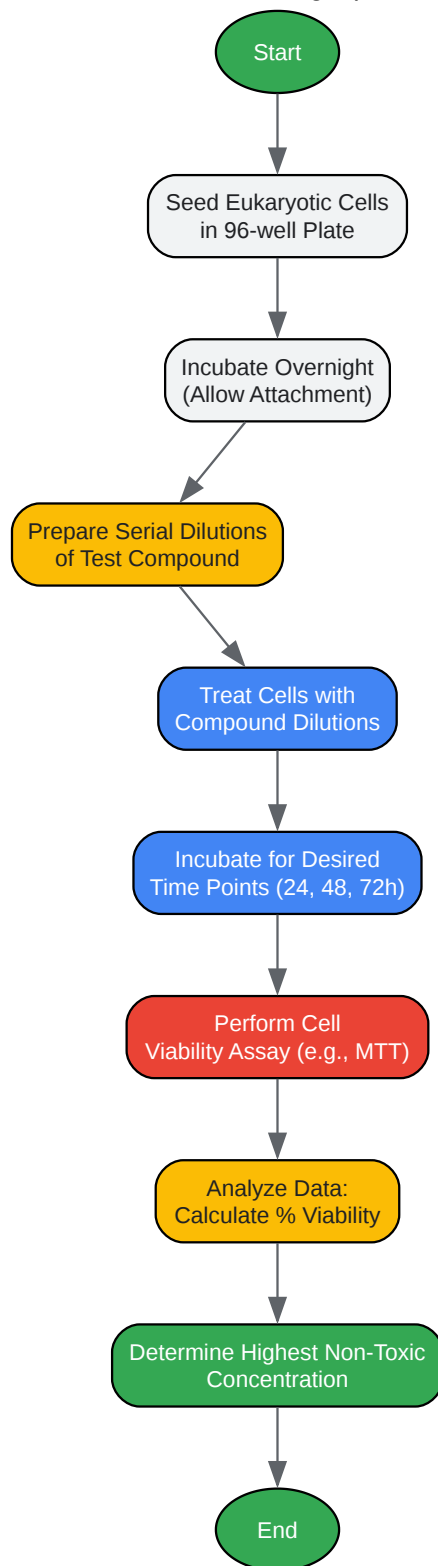 Start
Seed Eukaryotic Cells
in 96-well Plate
Incubate Overnight
(Allow Attachment)
Prepare Serial Dilutions
of Test Compound
Treat Cells with
Compound Dilutions
Incubate for Desired
Time Points (24, 48, 72h)
Perform Cell
Viability Assay (e.g., MTT)
Analyze Data:
Calculate % Viability
Determine Highest Non-Toxic
Concentration
End